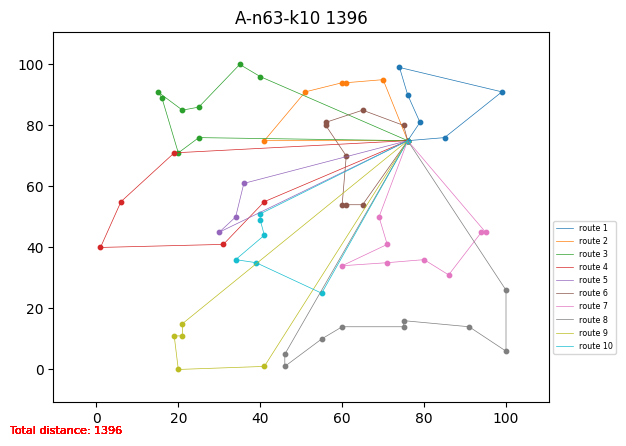 A-n63-k10 1396
100
80
60
40
20
0
0
20
40
60
80
100
route 1
route 2
route 3
route 4
route 5
route 6
route 7
route 8
route 9
route 10
Total distance: 1396